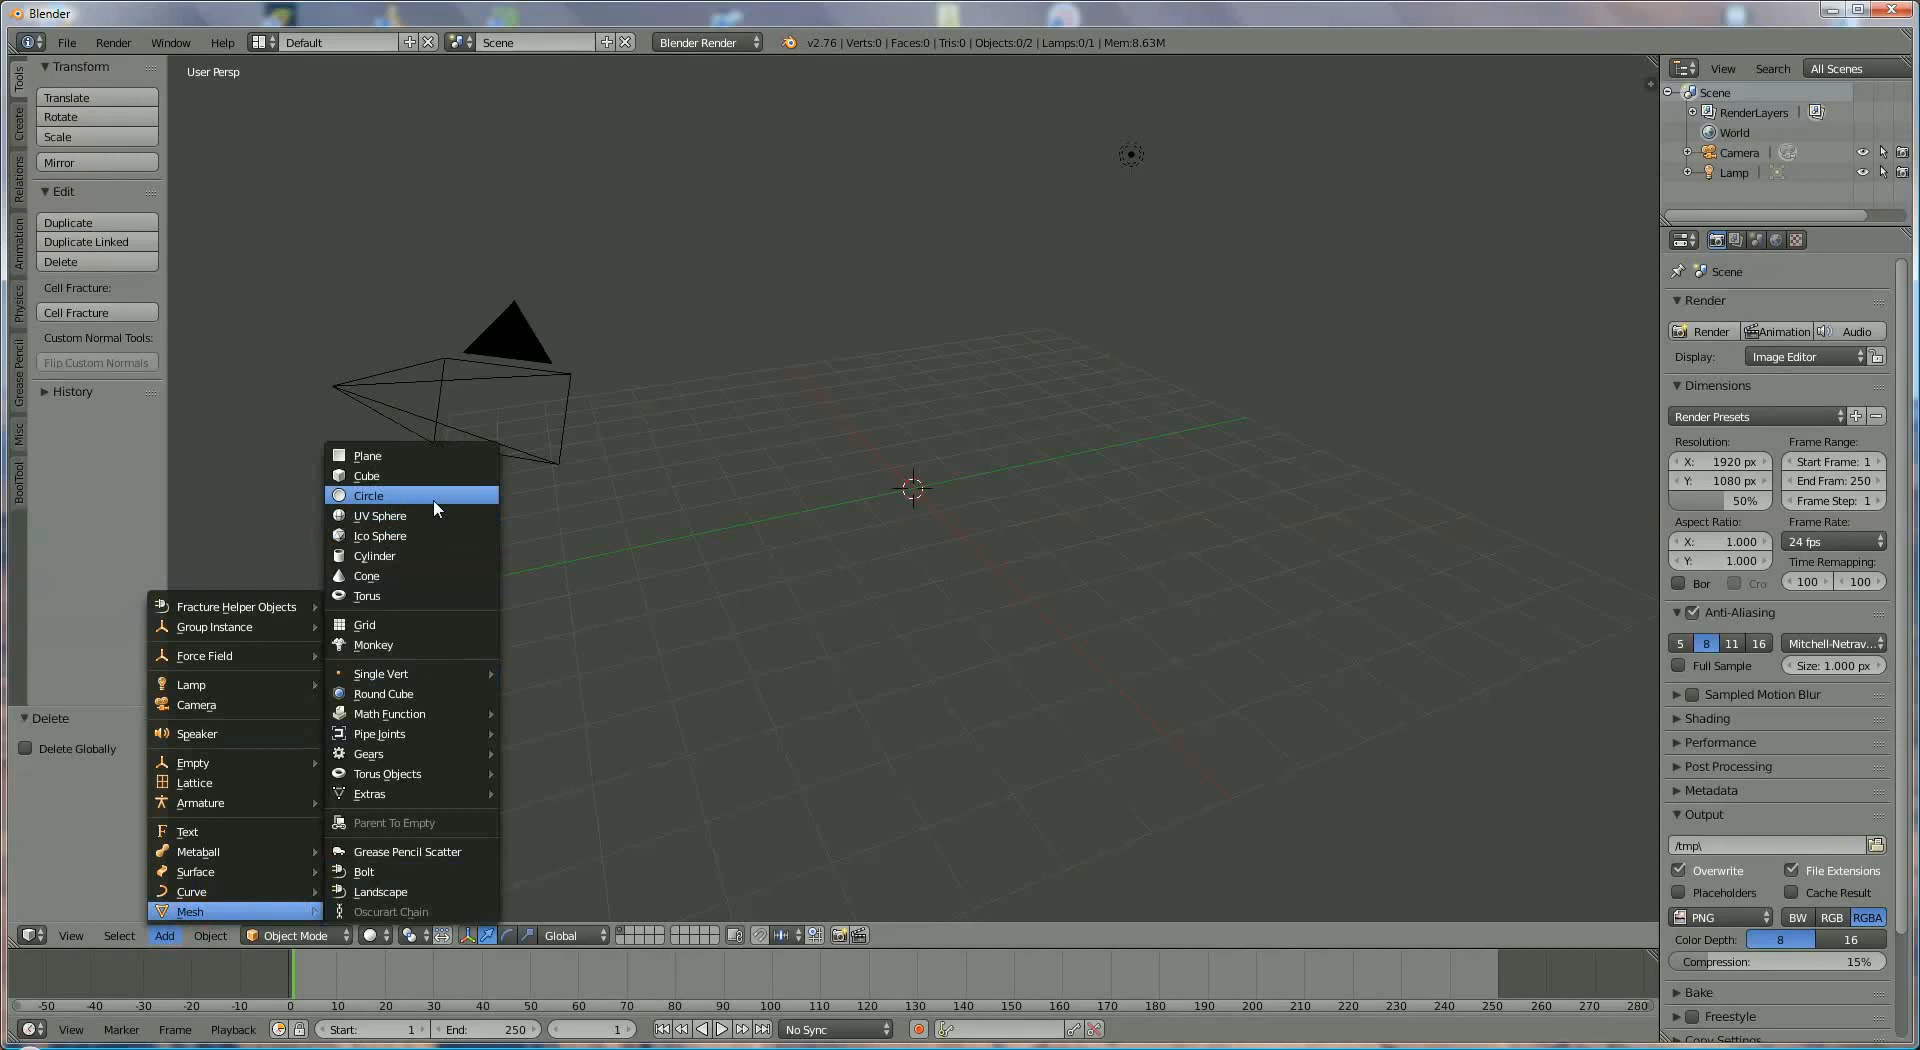 Blender
File Render Window Help Default Scene Blender Render v2.76 | Verts:0 | Faces:0 | Tris:0 | Objects:0/2 | Lamps:0/1 | Mem:8.63M
Tools
Create
Relations
Animation
Physics
Grease Pencil
Misc
BoolTool
Transform
Translate
Rotate
Scale
Mirror
Edit
Duplicate
Duplicate Linked
Delete
Cell Fracture:
Cell Fracture
Custom Normal Tools:
Flip Custom Normals
History
Delete
Delete Globally
User Persp
Fracture Helper Objects
Group Instance
Force Field
Lamp
Camera
Speaker
Empty
Lattice
Armature
Text
Metaball
Surface
Curve
Mesh
Plane
Cube
Circle
UV Sphere
Ico Sphere
Cylinder
Cone
Torus
Grid
Monkey
Single Vert
Round Cube
Math Function
Pipe Joints
Gears
Torus Objects
Extras
Parent To Empty
Grease Pencil Scatter
Bolt
Landscape
Oscurart Chain
View Select Add Object Object Mode Global
-50 -40 -30 -20 -10 0 10 20 30 40 50 60 70 80 90 100 110 120 130 140 150 160 170 180 190 200 210 220 230 240 250 260 270 280
View Marker Frame Playback Start: 1 End: 250 1 No Sync
View Search All Scenes
Scene
RenderLayers
World
Camera
Lamp
Scene
Render
Render Animation Audio
Display: Image Editor
Dimensions
Render Presets
Resolution: Frame Range:
X: 1920 px Start Frame: 1
Y: 1080 px End Fram: 250
50% Frame Step: 1
Aspect Ratio: Frame Rate:
X: 1.000 24 fps
Y: 1.000 Time Remapping:
Bor Cro 100 100
Anti-Aliasing
5 8 11 16 Mitchell-Netrav...
Full Sample Size: 1.000 px
Sampled Motion Blur
Shading
Performance
Post Processing
Metadata
Output
/tmp\
Overwrite File Extensions
Placeholders Cache Result
PNG BW RGB RGBA
Color Depth: 8 16
Compression: 15%
Bake
Freestyle
Copy Settings